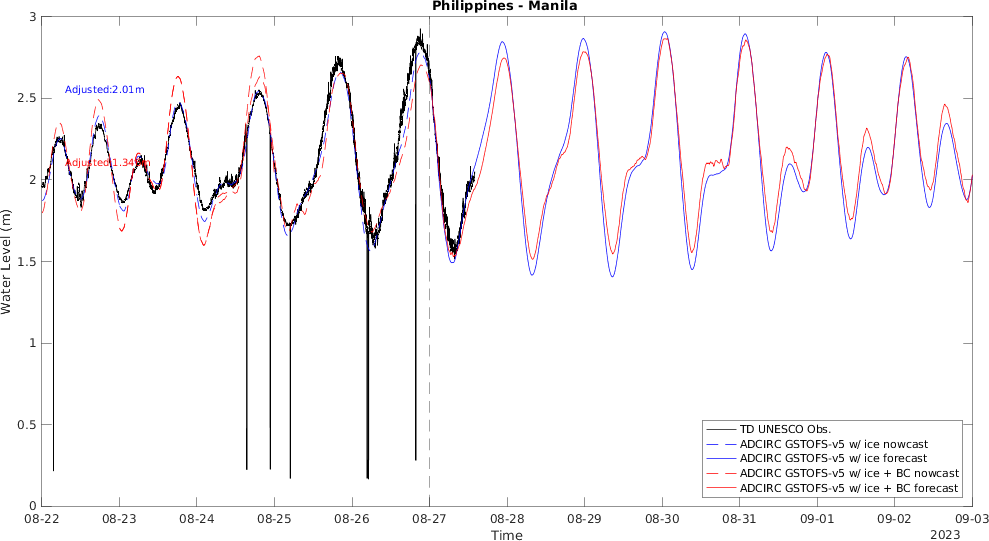 Philippines - Manila
3
2.5
2
1.5
1
0.5
0
Water Level (m)
Adjusted:2.01m
08-22 08-23 08-24 08-25 08-26 08-27 08-28 08-29 08-30 08-31 09-01 09-02 09-03
Time
2023
TD UNESCO Obs.
ADCIRC GSTOFS-v5 w/ ice nowcast
ADCIRC GSTOFS-v5 w/ ice forecast
ADCIRC GSTOFS-v5 w/ ice + BC nowcast
ADCIRC GSTOFS-v5 w/ ice + BC forecast